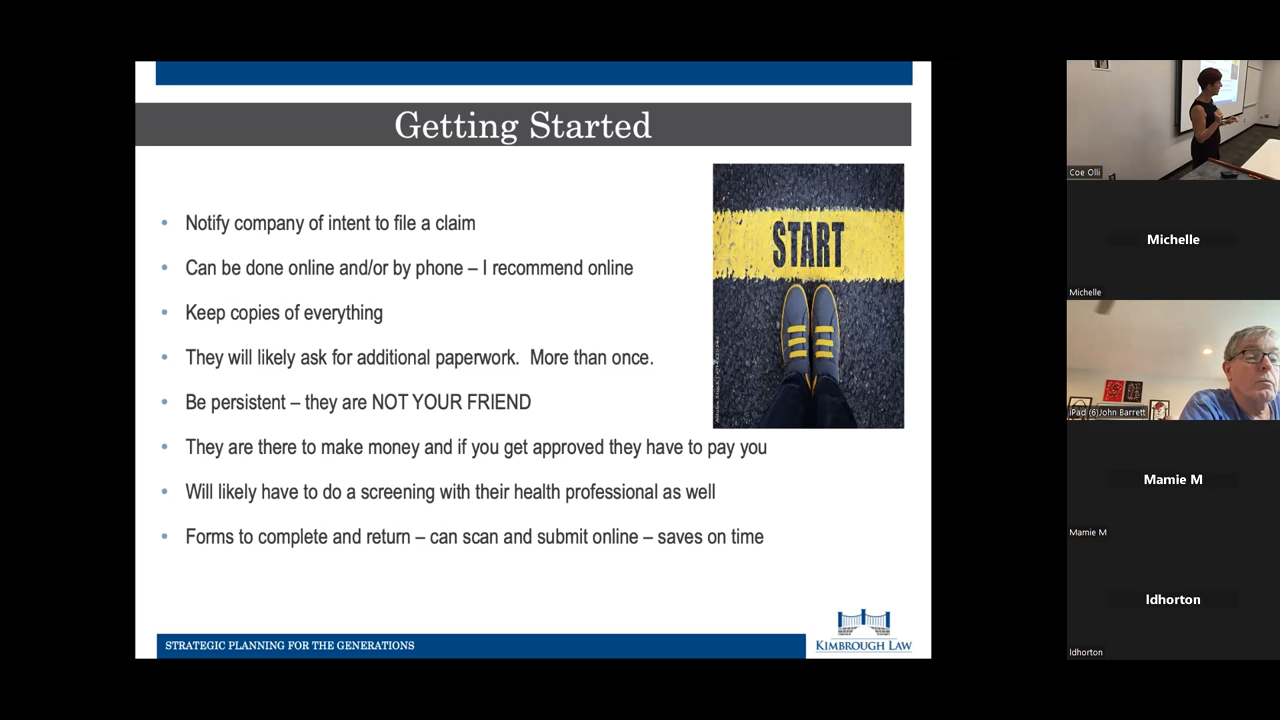 Getting Started
START
• Notify company of intent to file a claim
• Can be done online and/or by phone – I recommend online
• Keep copies of everything
• They will likely ask for additional paperwork.  More than once.
• Be persistent – they are NOT YOUR FRIEND
• They are there to make money and if you get approved they have to pay you
• Will likely have to do a screening with their health professional as well
• Forms to complete and return – can scan and submit online – saves on time
STRATEGIC PLANNING FOR THE GENERATIONS
KIMBROUGH LAW
Coe Olli
Michelle
Michelle
iPad (6)John Barrett
Mamie M
Mamie M
ldhorton
ldhorton